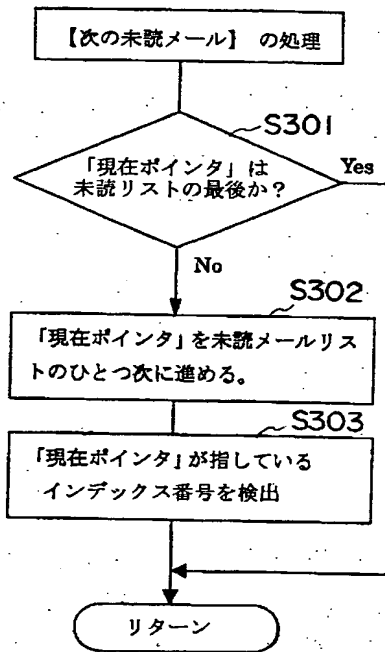 【次の未読メール】 の処理
S301
「現在ポインタ」は
未読リストの最後か？
Yes
No
S302
「現在ポインタ」を未読メールリス
トのひとつ次に進める。
S303
「現在ポインタ」が指している
インデックス番号を検出
リターン